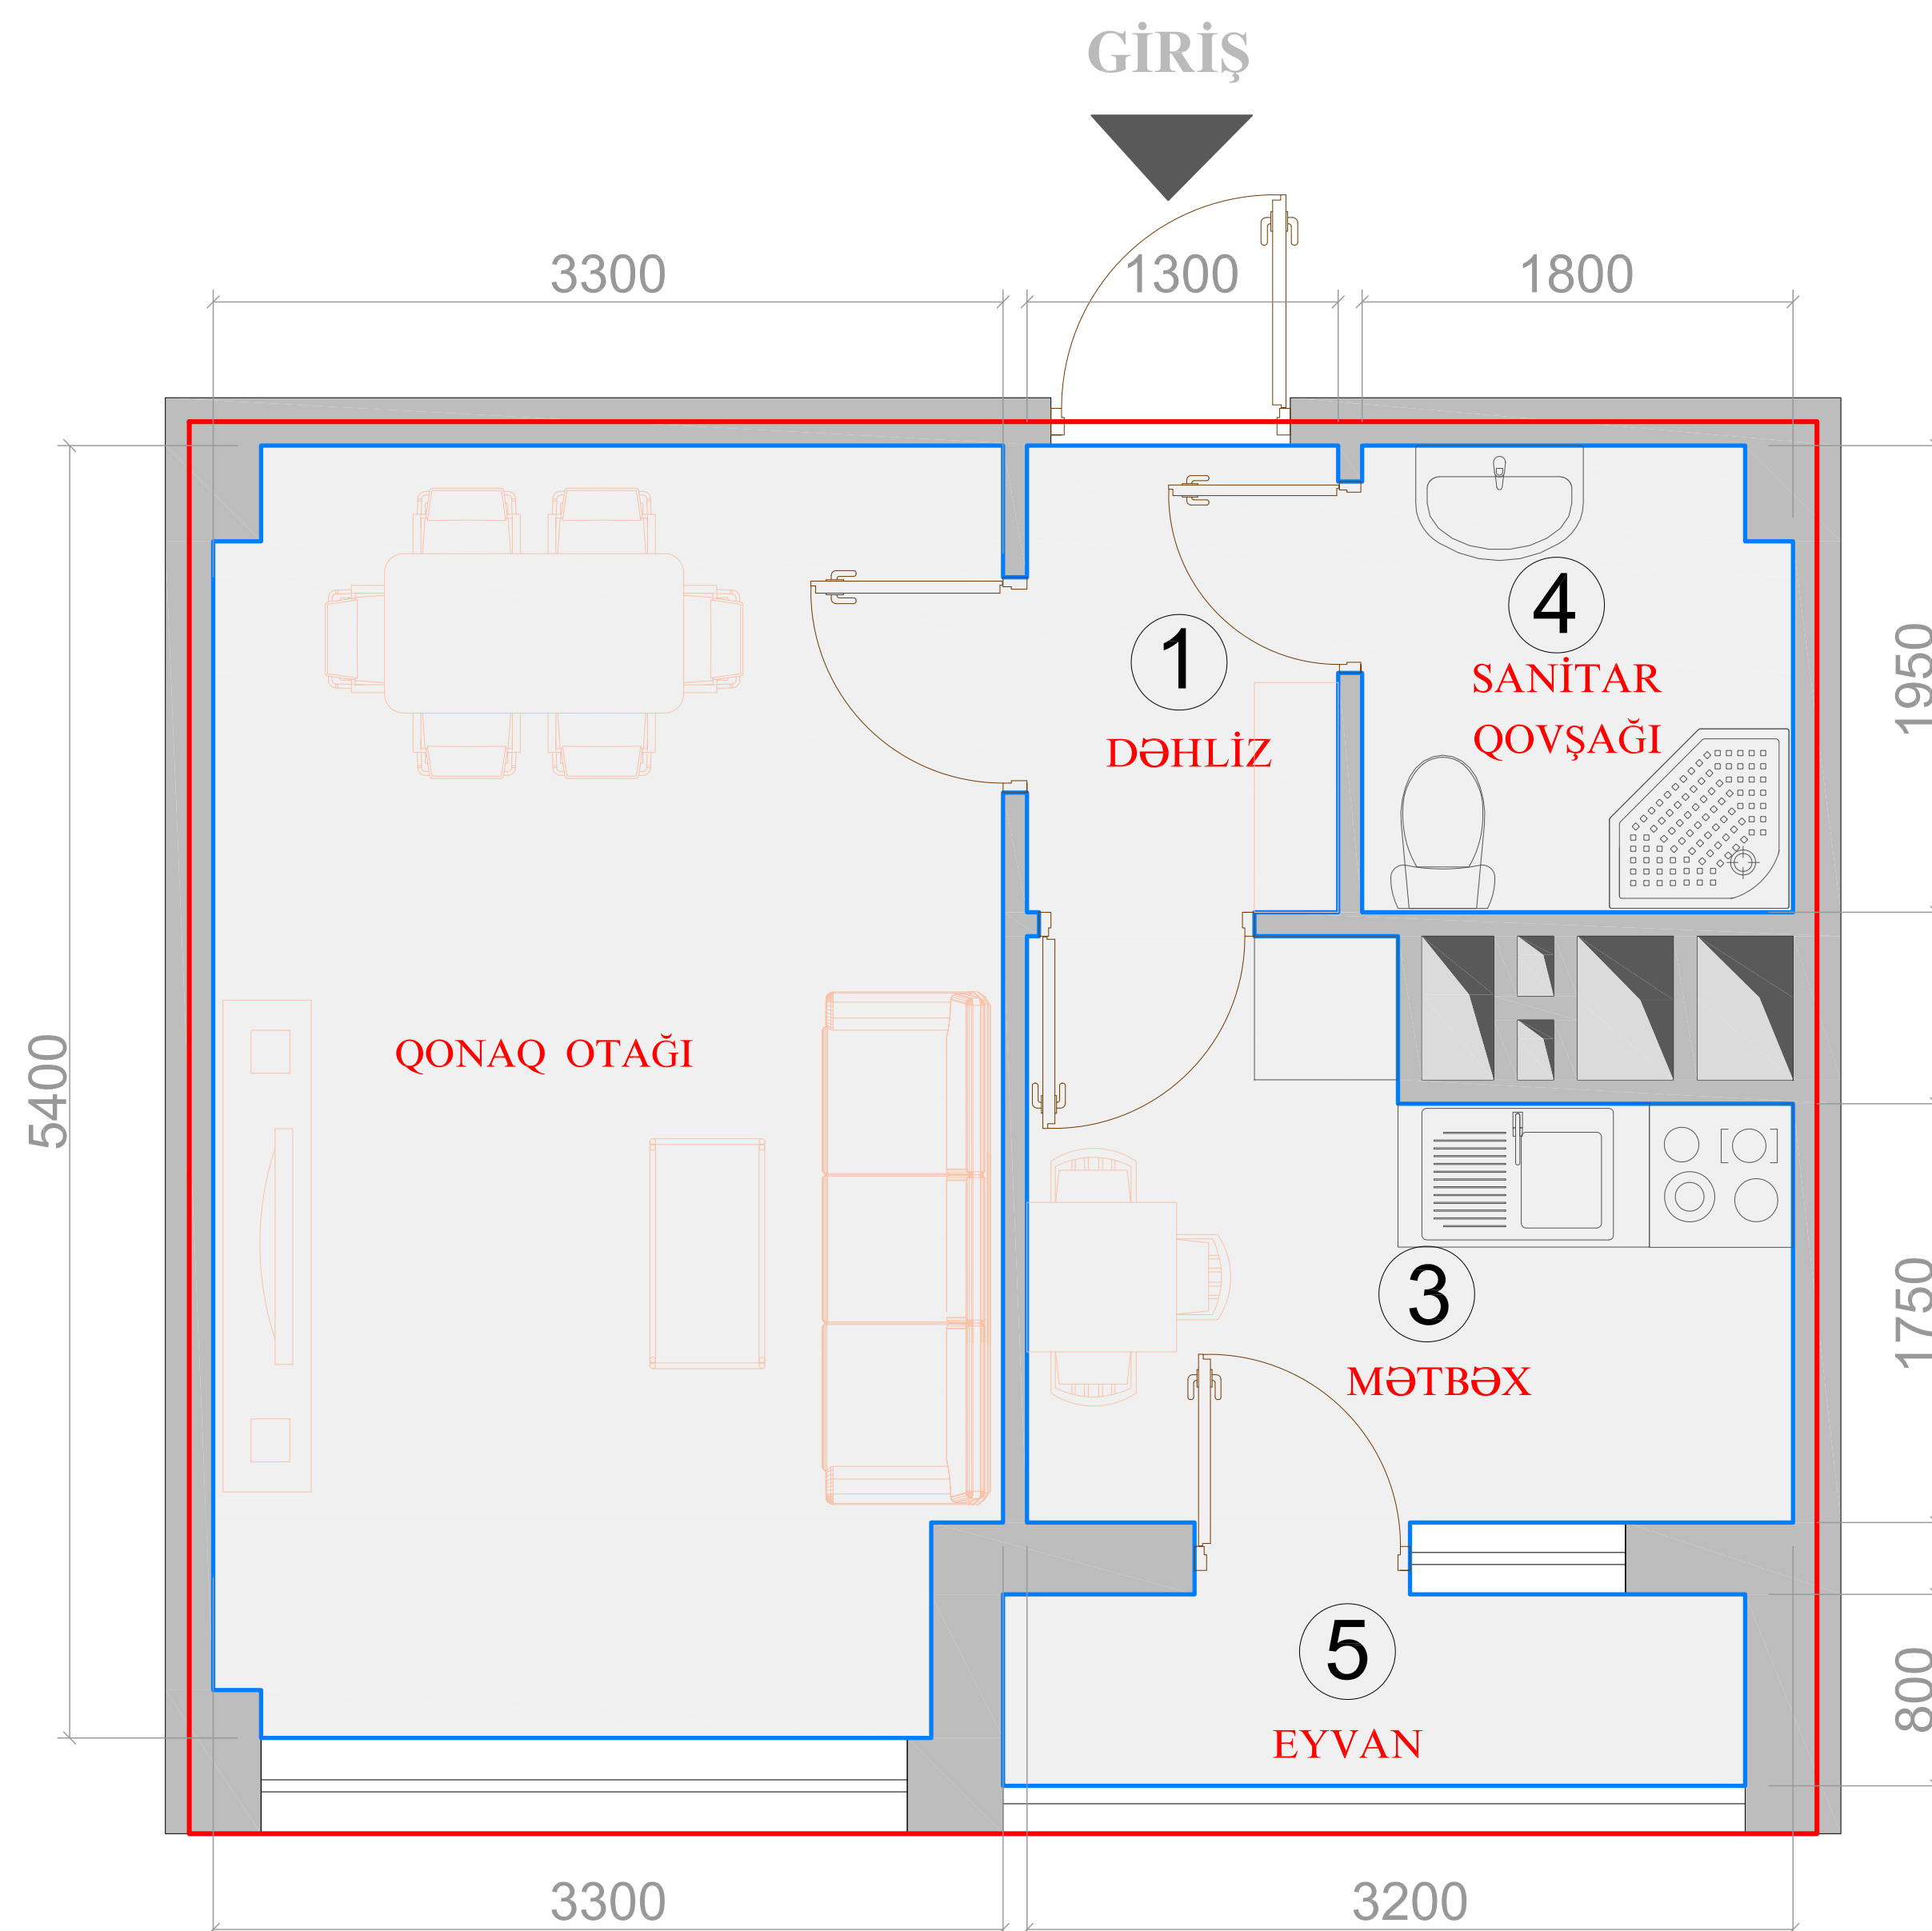 GİRİŞ
3300
1300
1800
4
SANİTAR
QOVŞAĞI
1
DƏHLİZ
1950
QONAQ OTAĞI
5400
3
MƏTBƏX
1750
5
EYVAN
800
3300
3200